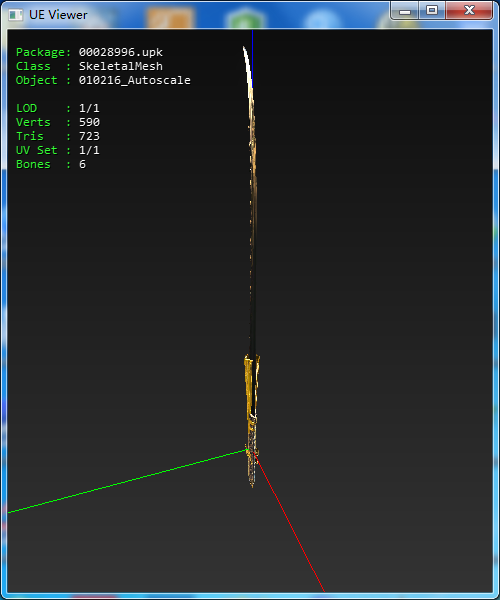 UE Viewer
Package: 00028996.upk
Class : SkeletalMesh
Object : 010216_Autoscale
LOD : 1/1
Verts : 590
Tris : 723
UV Set : 1/1
Bones : 6